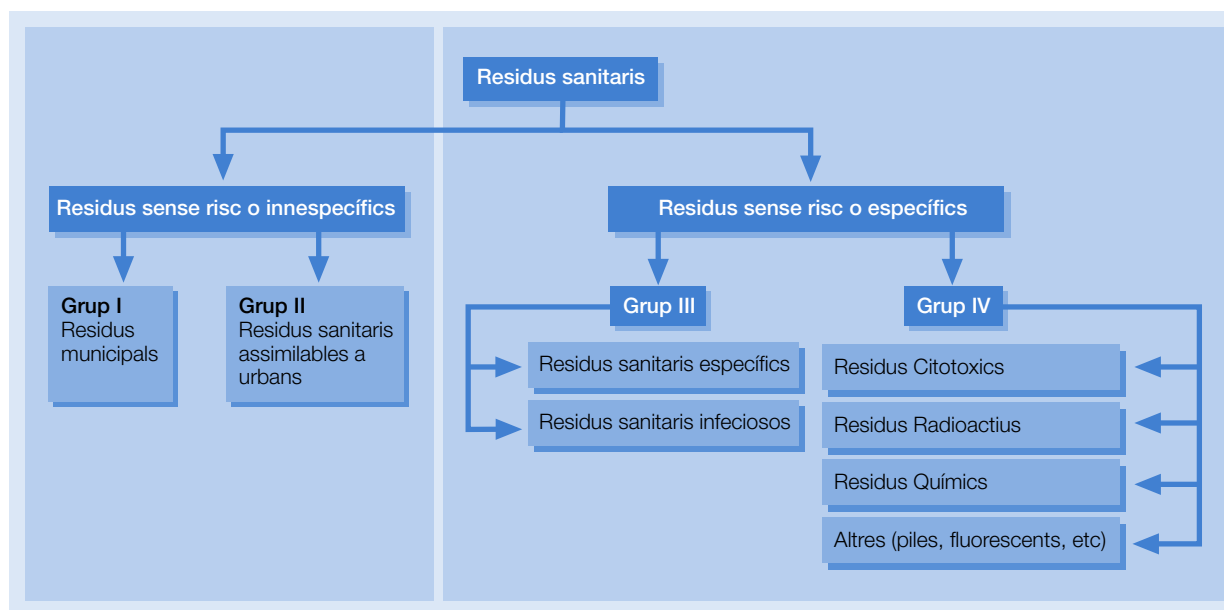 Residus sanitaris
Residus sense risc o innespecífics
Residus sense risc o específics
Grup I
Residus
municipals
Grup II
Residus sanitaris
assimilables a
urbans
Grup III
Residus sanitaris específics
Residus sanitaris infeciosos
Grup IV
Residus Citotoxics
Residus Radioactius
Residus Químics
Altres (piles, fluorescents, etc)